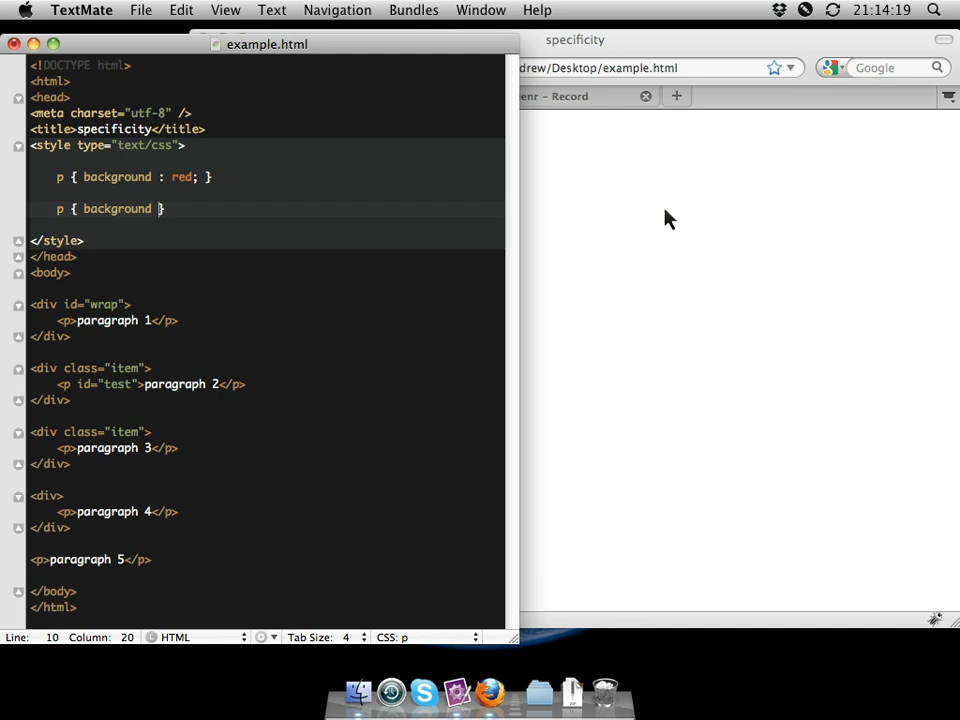 TextMate File Edit View Text Navigation Bundles Window Help 21:14:19
example.html
specificity
drew/Desktop/example.html
Google
enr – Record
<!DOCTYPE html>
<html>
<head>
<meta charset="utf-8" />
<title>specificity</title>
<style type="text/css">
p { background : red; }
p { background }
</style>
</head>
<body>
<div id="wrap">
<p>paragraph 1</p>
</div>
<div class="item">
<p id="test">paragraph 2</p>
</div>
<div class="item">
<p>paragraph 3</p>
</div>
<div>
<p>paragraph 4</p>
</div>
<p>paragraph 5</p>
</body>
</html>
Line: 10 Column: 20 L HTML Tab Size: 4 CSS: p
ZIP